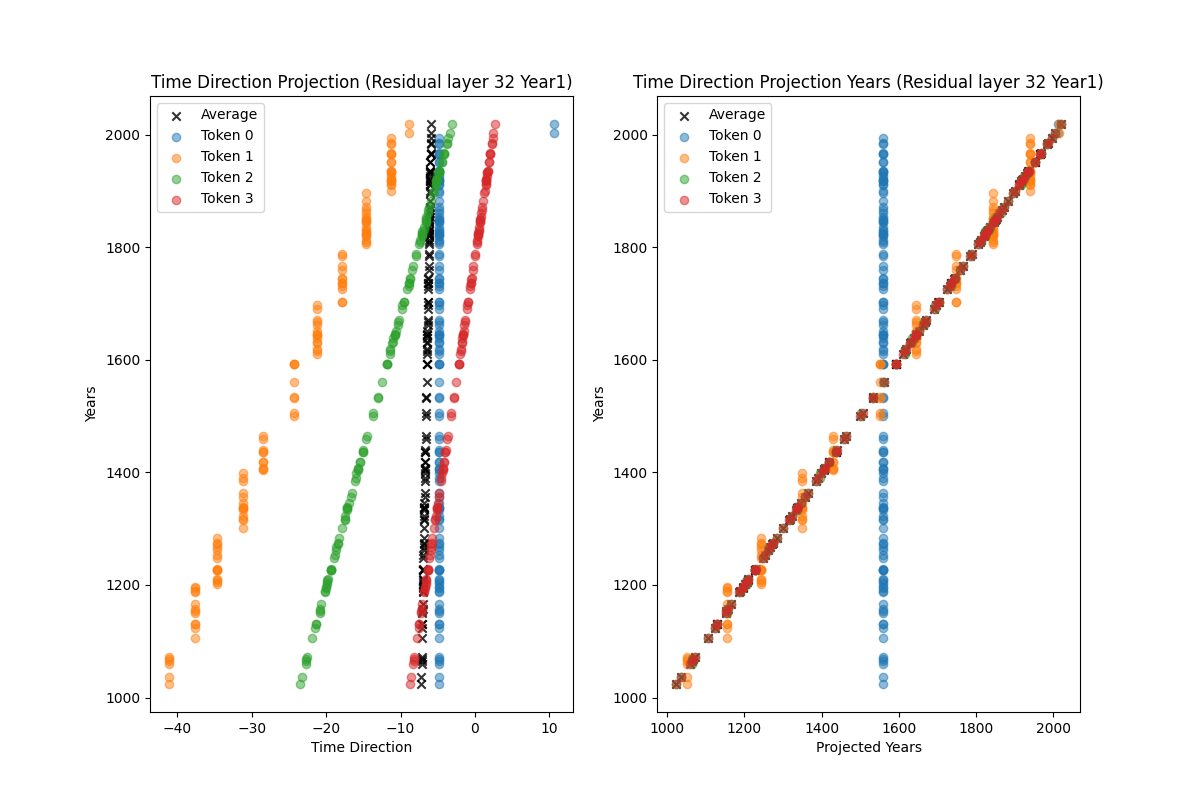 Time Direction Projection (Residual layer 32 Year1)
Average
Token 0
Token 1
Token 2
Token 3
2000
1800
1600
1400
1200
1000
Years
−40
−30
−20
−10
0
10
Time Direction
Time Direction Projection Years (Residual layer 32 Year1)
Average
Token 0
Token 1
Token 2
Token 3
2000
1800
1600
1400
1200
1000
Years
1000
1200
1400
1600
1800
2000
Projected Years